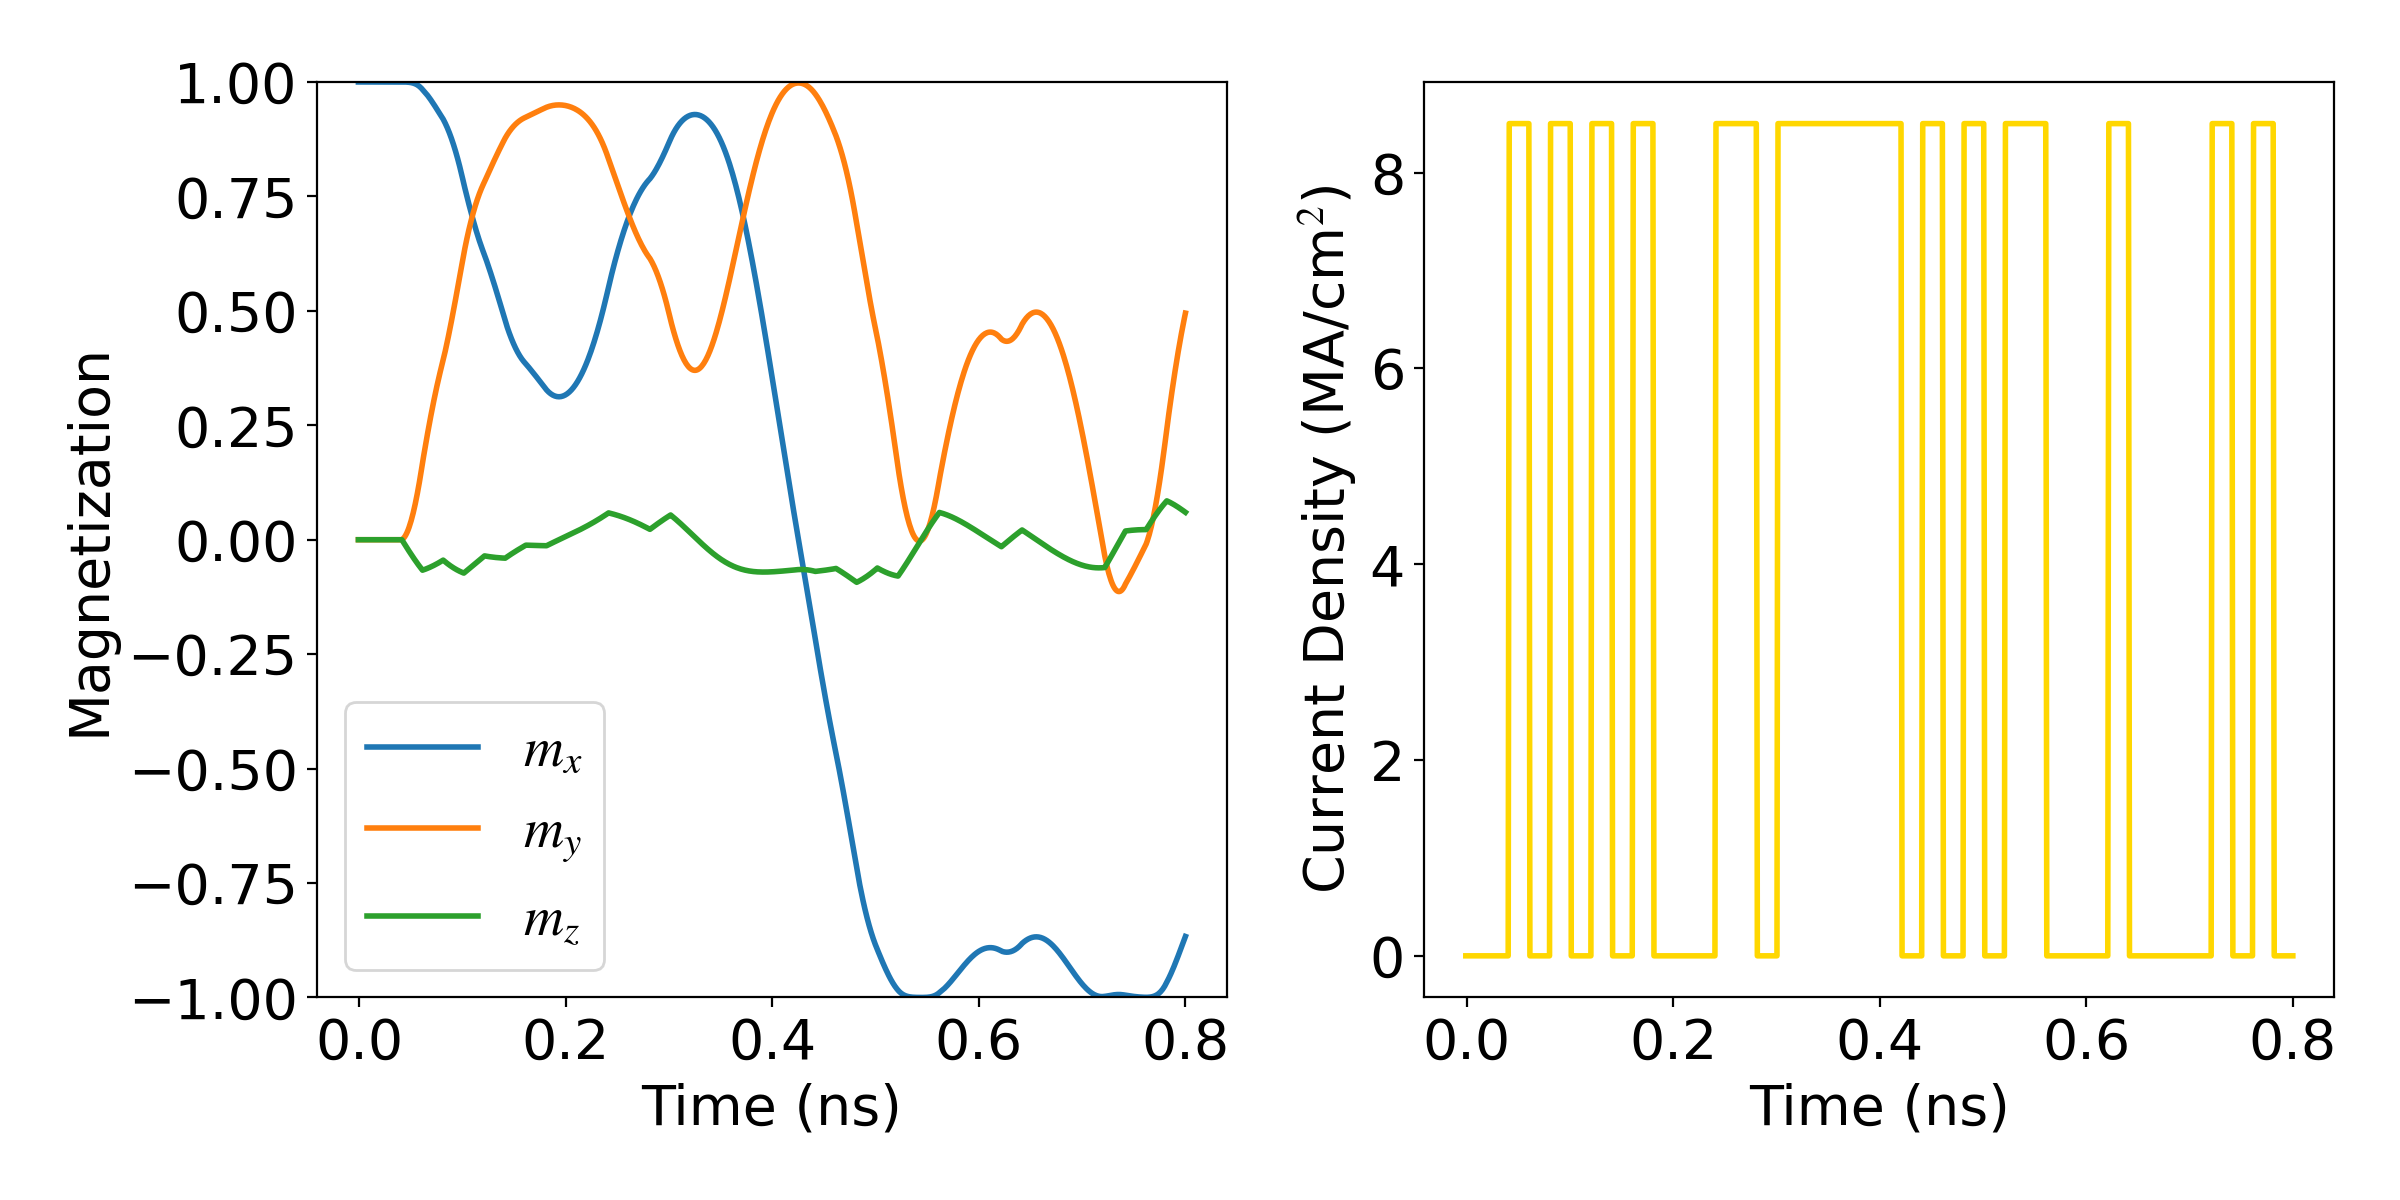 Magnetization
1.00
0.75
0.50
0.25
0.00
−0.25
−0.50
−0.75
−1.00
m_x
m_y
m_z
0.0 0.2 0.4 0.6 0.8
Time (ns)
Current Density (MA/cm²)
8
6
4
2
0
0.0 0.2 0.4 0.6 0.8
Time (ns)